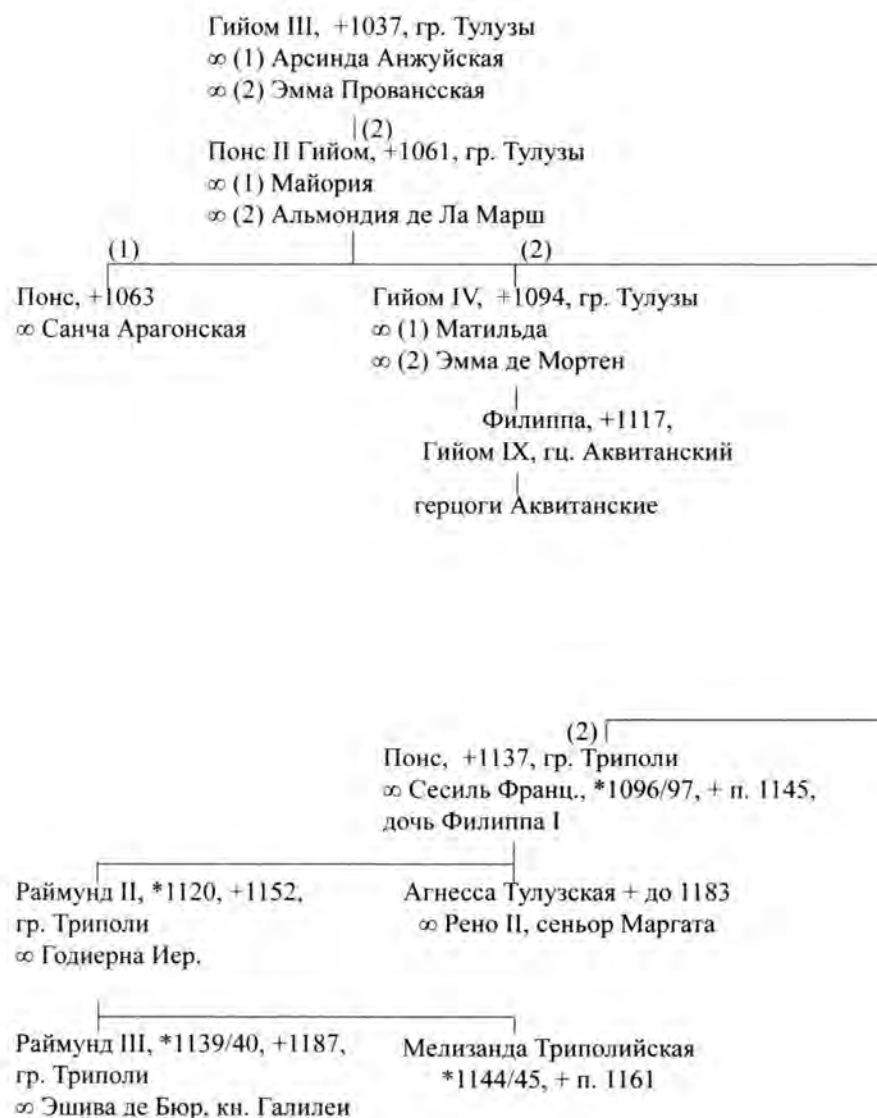 Гийом III, +1037, гр. Тулузы
∞ (1) Арсинда Анжуйская
∞ (2) Эмма Провансская
(2)
Понс II Гийом, +1061, гр. Тулузы
∞ (1) Майория
∞ (2) Альмондия де Ла Марш
(1) (2)
Понс, +1063
∞ Санча Арагонская
Гийом IV, +1094, гр. Тулузы
∞ (1) Матильда
∞ (2) Эмма де Мортен
Филиппа, +1117,
Гийом IX, гц. Аквитанский
герцоги Аквитанские
(2)
Понс, +1137, гр. Триполи
∞ Сесиль Франц., *1096/97, + п. 1145,
дочь Филиппа I
Раймунд II, *1120, +1152,
гр. Триполи
∞ Годиерна Иер.
Агнесса Тулузская + до 1183
∞ Рено II, сеньор Маргата
Раймунд III, *1139/40, +1187,
гр. Триполи
∞ Эшива де Бюр, кн. Галилеи
Мелизанда Триполийская
*1144/45, + п. 1161